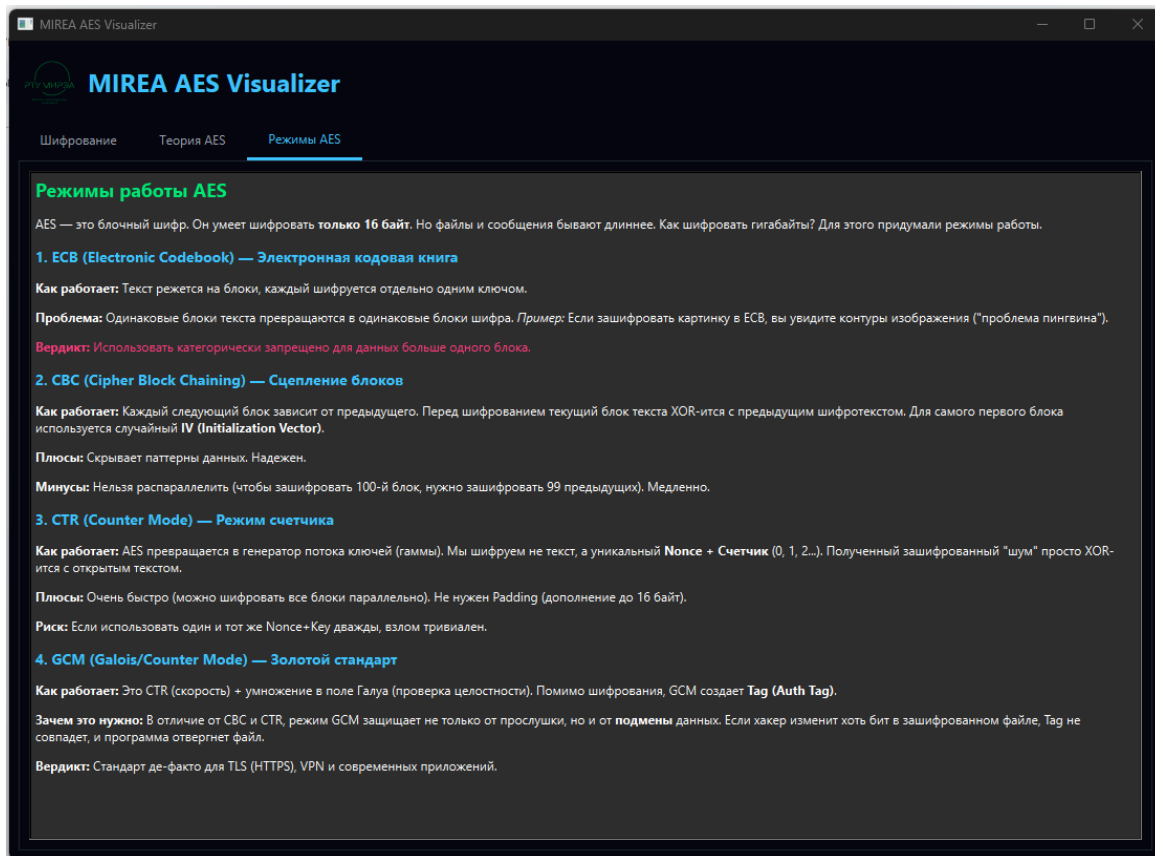 MIREA AES Visualizer
РТУ МИРЭА
MIREA AES Visualizer
Шифрование Теория AES Режимы AES
Режимы работы AES
AES — это блочный шифр. Он умеет шифровать только 16 байт. Но файлы и сообщения бывают длиннее. Как шифровать гигабайты? Для этого придумали режимы работы.
1. ECB (Electronic Codebook) — Электронная кодовая книга
Как работает: Текст режется на блоки, каждый шифруется отдельно одним ключом.
Проблема: Одинаковые блоки текста превращаются в одинаковые блоки шифра. Пример: Если зашифровать картинку в ECB, вы увидите контуры изображения ("проблема пингвина").
Вердикт: Использовать категорически запрещено для данных больше одного блока.
2. CBC (Cipher Block Chaining) — Сцепление блоков
Как работает: Каждый следующий блок зависит от предыдущего. Перед шифрованием текущий блок текста XOR-ится с предыдущим шифротекстом. Для самого первого блока
используется случайный IV (Initialization Vector).
Плюсы: Скрывает паттерны данных. Надежен.
Минусы: Нельзя распараллелить (чтобы зашифровать 100-й блок, нужно зашифровать 99 предыдущих). Медленно.
3. CTR (Counter Mode) — Режим счетчика
Как работает: AES превращается в генератор потока ключей (гаммы). Мы шифруем не текст, а уникальный Nonce + Счетчик (0, 1, 2...). Полученный зашифрованный "шум" просто XOR-
ится с открытым текстом.
Плюсы: Очень быстро (можно шифровать все блоки параллельно). Не нужен Padding (дополнение до 16 байт).
Риск: Если использовать один и тот же Nonce+Key дважды, взлом тривиален.
4. GCM (Galois/Counter Mode) — Золотой стандарт
Как работает: Это CTR (скорость) + умножение в поле Галуа (проверка целостности). Помимо шифрования, GCM создает Tag (Auth Tag).
Зачем это нужно: В отличие от CBC и CTR, режим GCM защищает не только от прослушки, но и от подмены данных. Если хакер изменит хоть бит в зашифрованном файле, Tag не
совпадет, и программа отвергнет файл.
Вердикт: Стандарт де-факто для TLS (HTTPS), VPN и современных приложений.